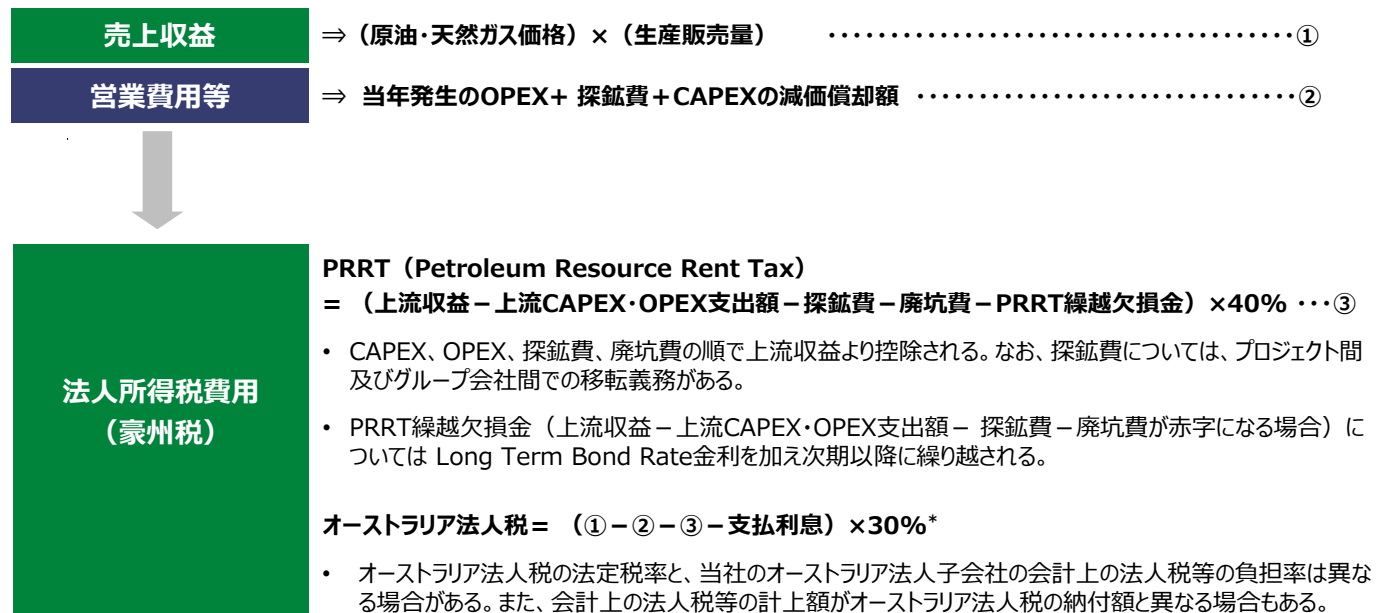 売上収益
⇒（原油･天然ガス価格）×（生産販売量） ･････････････････････････････････････①
営業費用等
⇒ 当年発生のOPEX＋ 探鉱費＋CAPEXの減価償却額 ･･････････････････････････････②
法人所得税費用
（豪州税）
PRRT（Petroleum Resource Rent Tax）
= （上流収益－上流CAPEX･OPEX支出額－探鉱費－廃坑費－PRRT繰越欠損金）×40% ･･･③
• CAPEX、OPEX、探鉱費、廃坑費の順で上流収益より控除される。なお、探鉱費については、プロジェクト間
及びグループ会社間での移転義務がある。
• PRRT繰越欠損金（上流収益－上流CAPEX･OPEX支出額－ 探鉱費－廃坑費が赤字になる場合）に
ついては Long Term Bond Rate金利を加え次期以降に繰り越される。
オーストラリア法人税＝ （①－②－③－支払利息）×30%*
• オーストラリア法人税の法定税率と、当社のオーストラリア法人子会社の会計上の法人税等の負担率は異な
る場合がある。また、会計上の法人税等の計上額がオーストラリア法人税の納付額と異なる場合もある。